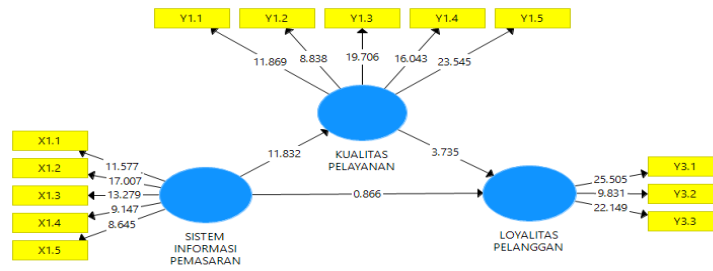 Y1.1
Y1.2
Y1.3
Y1.4
Y1.5
11.869
8.838
19.706
16.043
23.545
KUALITAS
PELAYANAN
11.832
3.735
X1.1
X1.2
X1.3
X1.4
X1.5
11.577
17.007
13.279
9.147
8.645
SISTEM
INFORMASI
PEMASARAN
0.866
LOYALITAS
PELANGGAN
25.505
9.831
22.149
Y3.1
Y3.2
Y3.3